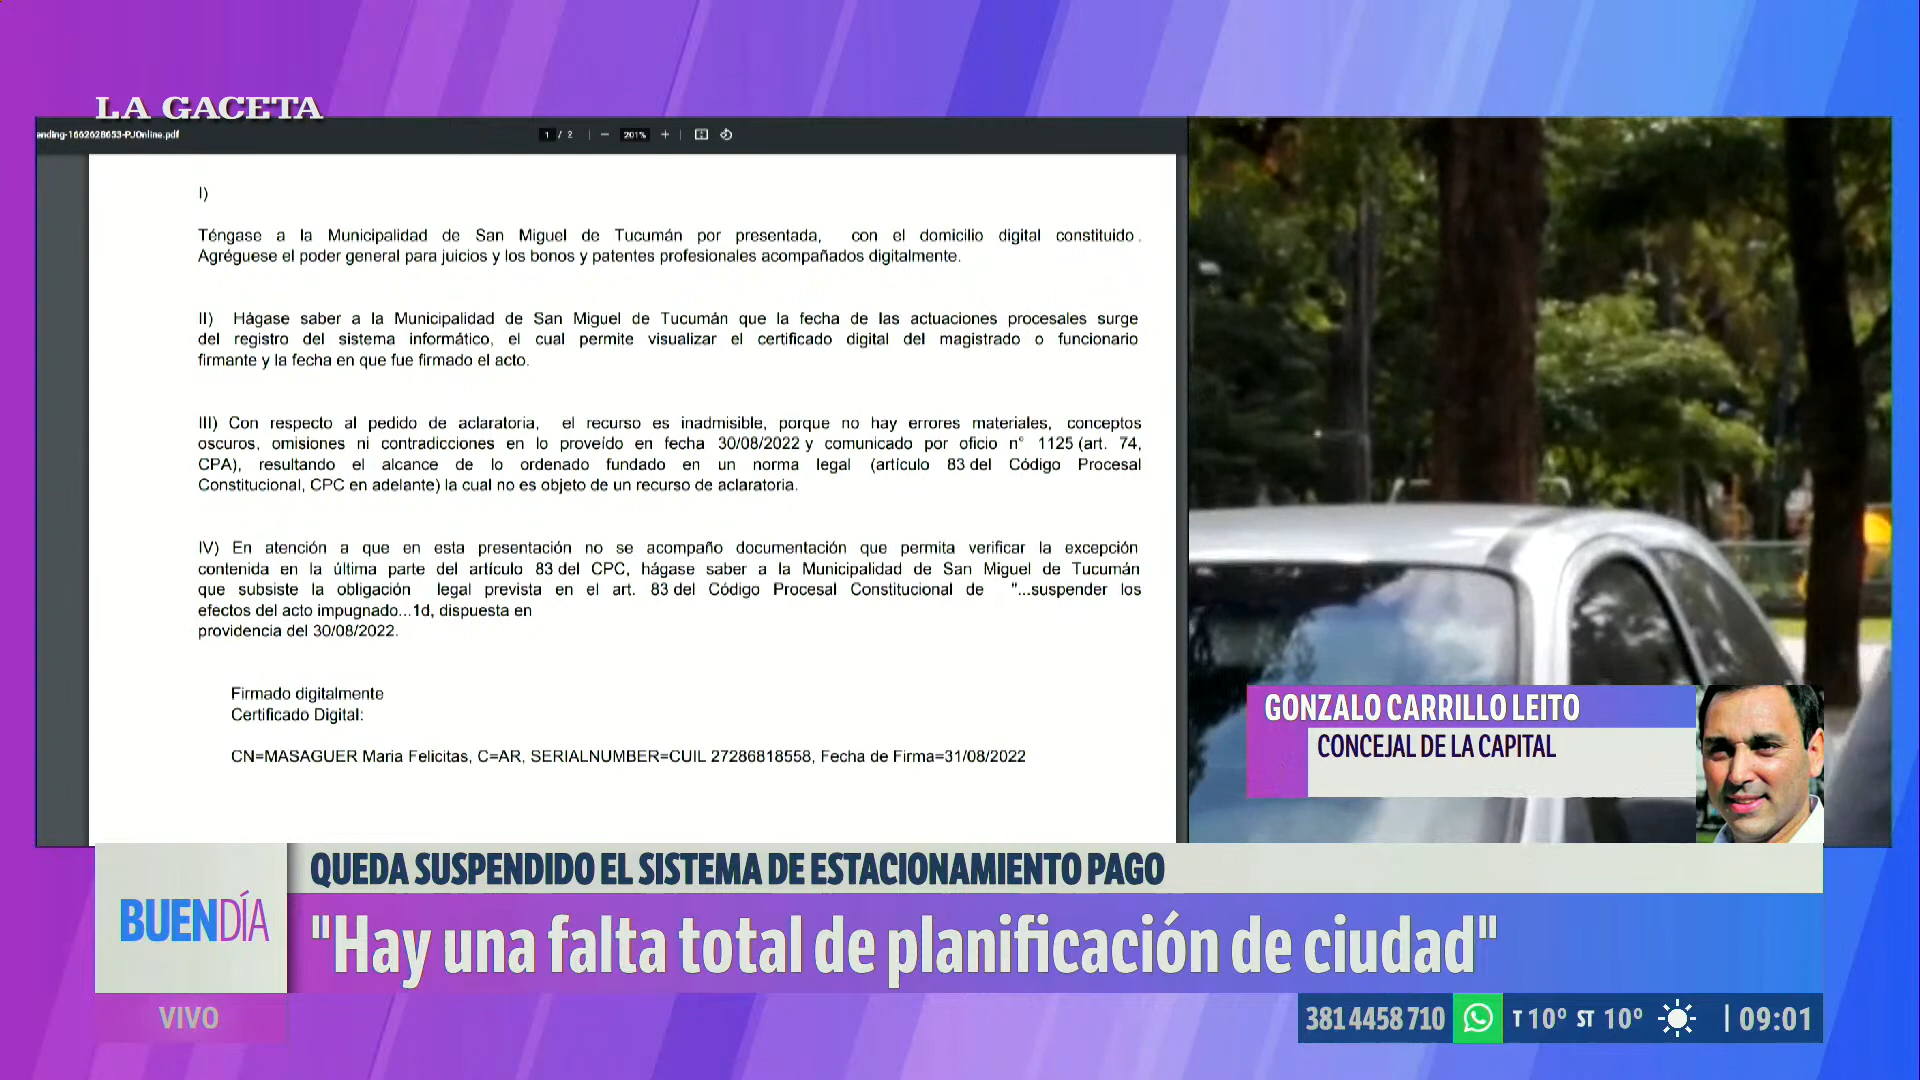 LA GACETA
ending-1662628653-PJOnline.pdf
1 / 2
201%
I)
Téngase a la Municipalidad de San Miguel de Tucumán por presentada, con el domicilio digital constituido.
Agréguese el poder general para juicios y los bonos y patentes profesionales acompañados digitalmente.
II) Hágase saber a la Municipalidad de San Miguel de Tucumán que la fecha de las actuaciones procesales surge
del registro del sistema informático, el cual permite visualizar el certificado digital del magistrado o funcionario
firmante y la fecha en que fue firmado el acto.
III) Con respecto al pedido de aclaratoria, el recurso es inadmisible, porque no hay errores materiales, conceptos
oscuros, omisiones ni contradicciones en lo proveído en fecha 30/08/2022 y comunicado por oficio n° 1125 (art. 74,
CPA), resultando el alcance de lo ordenado fundado en un norma legal (artículo 83 del Código Procesal
Constitucional, CPC en adelante) la cual no es objeto de un recurso de aclaratoria.
IV) En atención a que en esta presentación no se acompaño documentación que permita verificar la excepción
contenida en la última parte del artículo 83 del CPC, hágase saber a la Municipalidad de San Miguel de Tucumán
que subsiste la obligación legal prevista en el art. 83 del Código Procesal Constitucional de "...suspender los
efectos del acto impugnado...1d, dispuesta en
providencia del 30/08/2022.
Firmado digitalmente
Certificado Digital:
CN=MASAGUER Maria Felicitas, C=AR, SERIALNUMBER=CUIL 27286818558, Fecha de Firma=31/08/2022
GONZALO CARRILLO LEITO
CONCEJAL DE LA CAPITAL
QUEDA SUSPENDIDO EL SISTEMA DE ESTACIONAMIENTO PAGO
BUENDÍA
"Hay una falta total de planificación de ciudad"
VIVO
381 4458 710
T 10º ST 10º
09:01